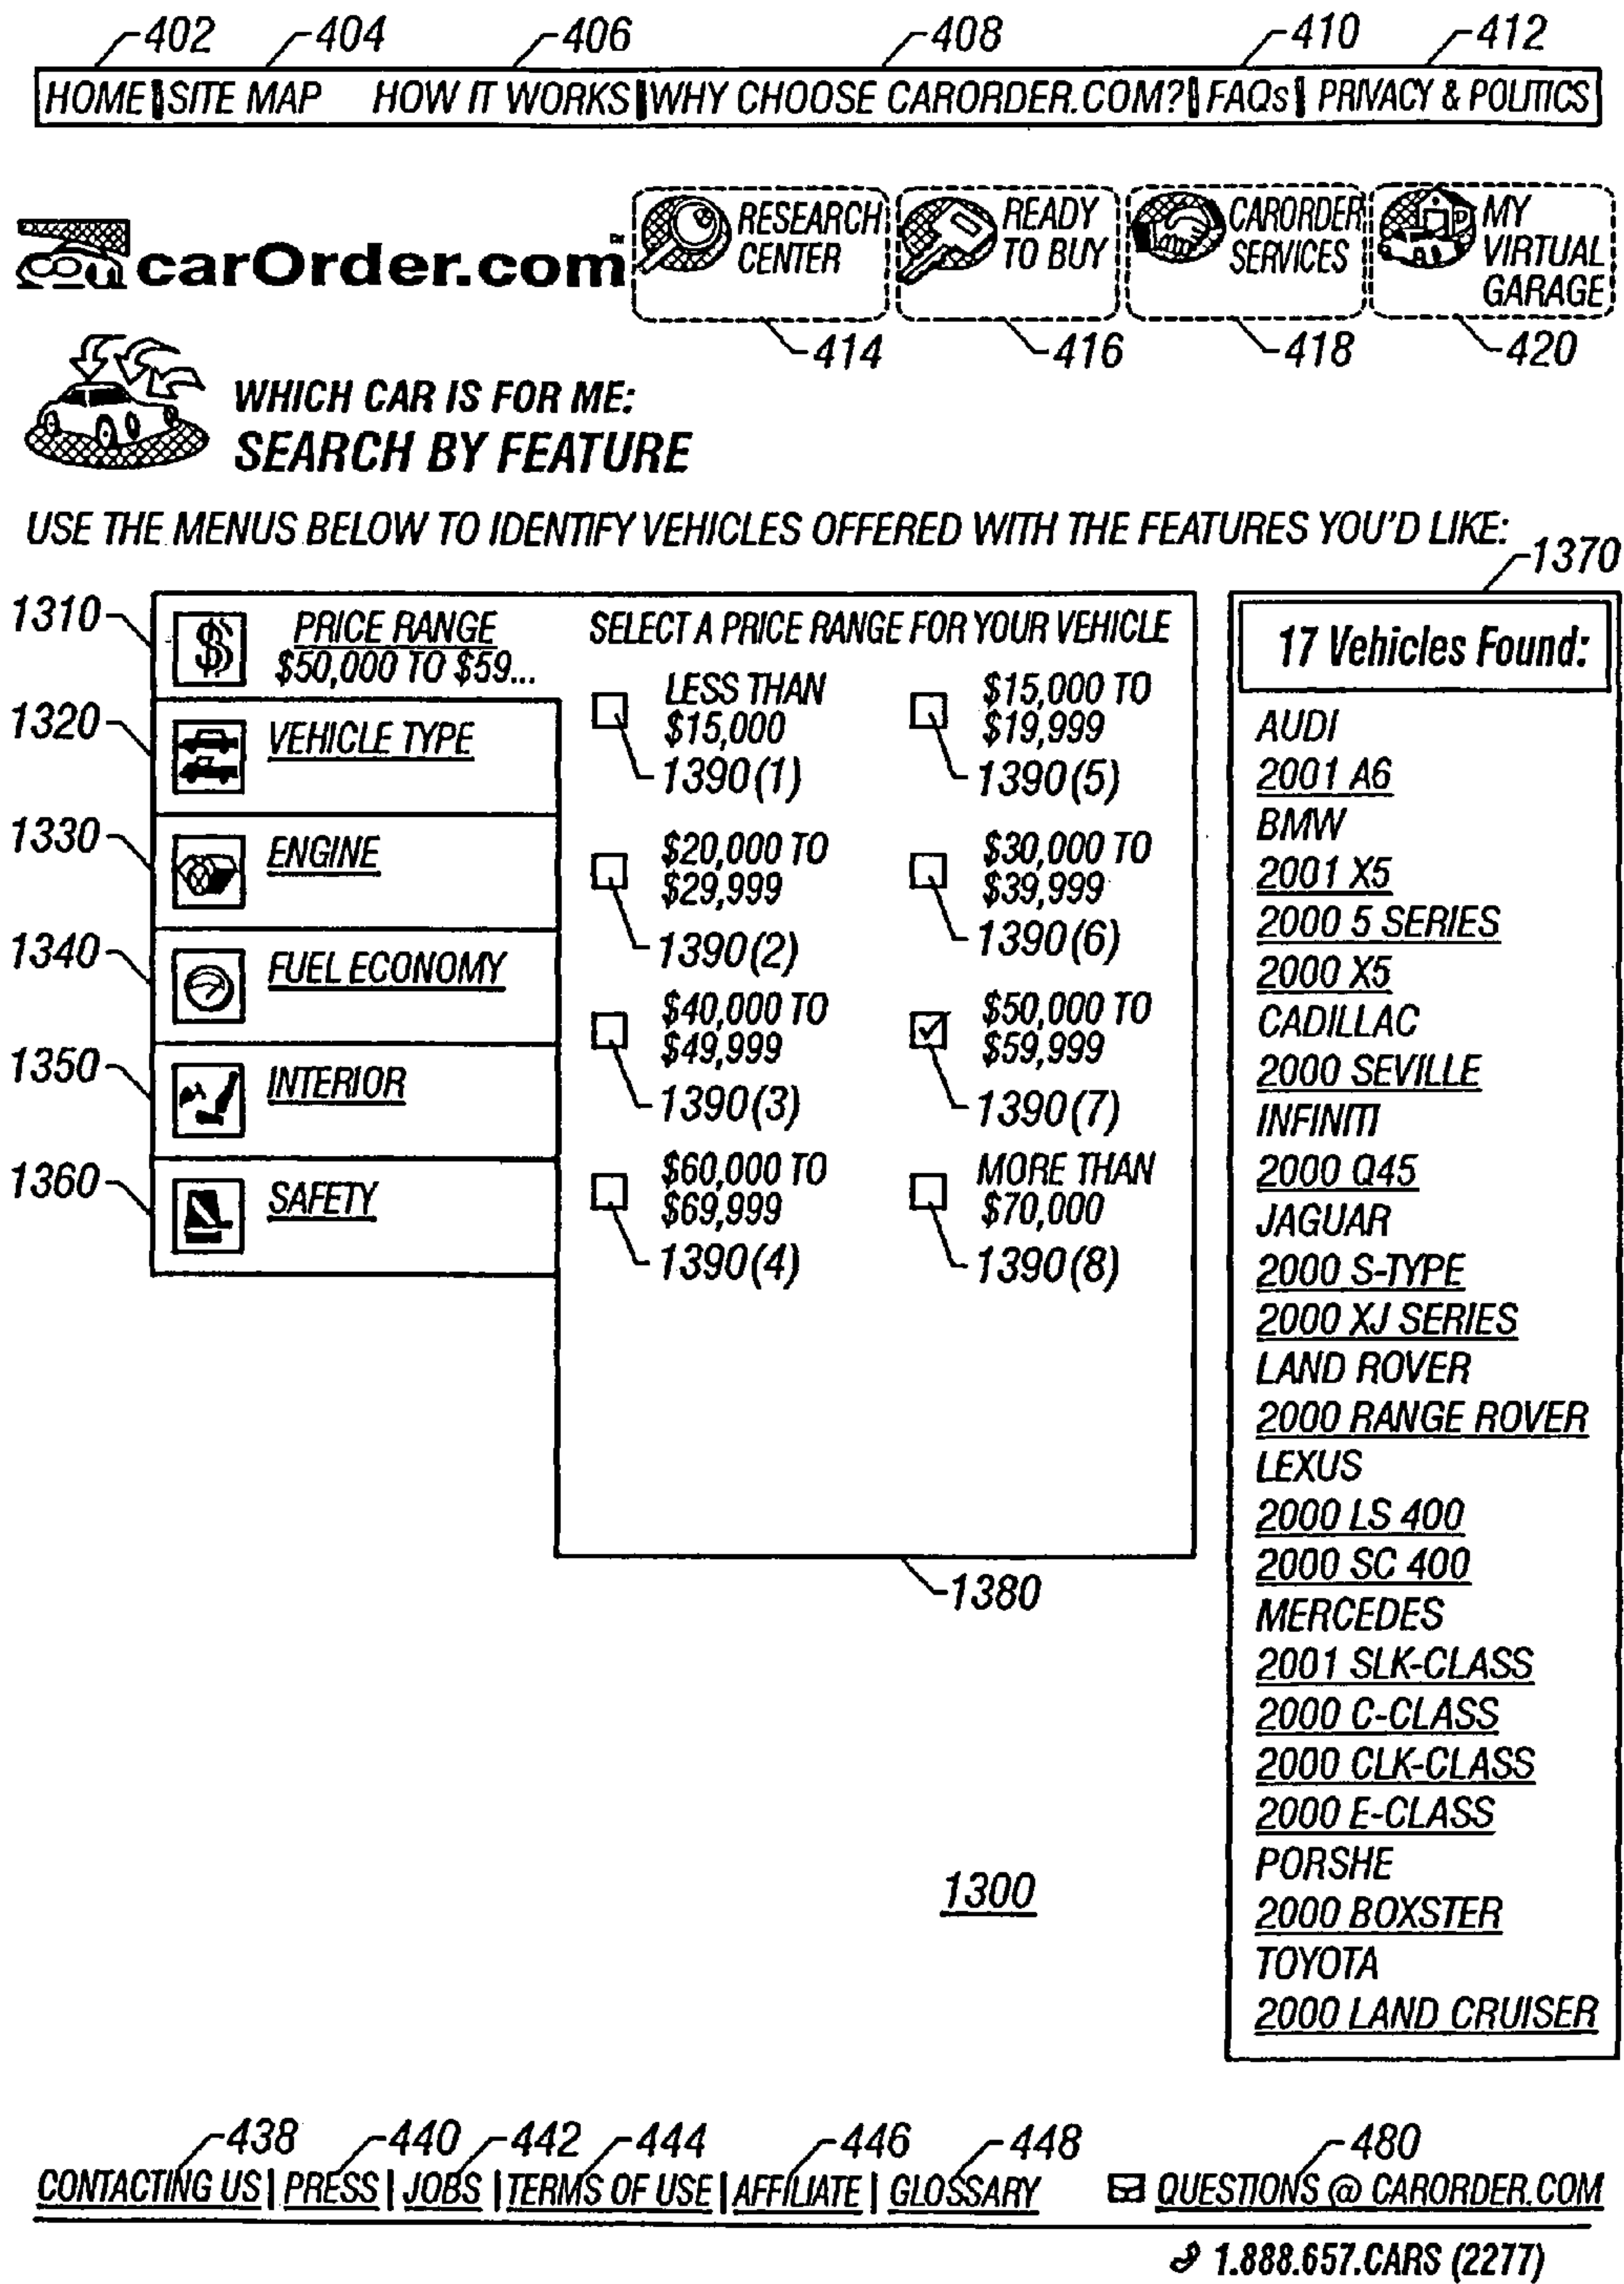 402 404 406 408 410 412
HOME SITE MAP HOW IT WORKS WHY CHOOSE CARORDER.COM? FAQs PRIVACY & POLITICS
carOrder.com TM
RESEARCH CENTER
READY TO BUY
CARORDER SERVICES
MY VIRTUAL GARAGE
414 416 418 420
WHICH CAR IS FOR ME:
SEARCH BY FEATURE
USE THE MENUS BELOW TO IDENTIFY VEHICLES OFFERED WITH THE FEATURES YOU'D LIKE:
1310 $ PRICE RANGE
$50,000 TO $59...
1320 VEHICLE TYPE
1330 ENGINE
1340 FUEL ECONOMY
1350 INTERIOR
1360 SAFETY
SELECT A PRICE RANGE FOR YOUR VEHICLE
LESS THAN
$15,000
1390(1)
$15,000 TO
$19,999
1390(5)
$20,000 TO
$29,999
1390(2)
$30,000 TO
$39,999
1390(6)
$40,000 TO
$49,999
1390(3)
$50,000 TO
$59,999
1390(7)
$60,000 TO
$69,999
1390(4)
MORE THAN
$70,000
1390(8)
1380
1370
17 Vehicles Found:
AUDI
2001 A6
BMW
2001 X5
2000 5 SERIES
2000 X5
CADILLAC
2000 SEVILLE
INFINITI
2000 Q45
JAGUAR
2000 S-TYPE
2000 XJ SERIES
LAND ROVER
2000 RANGE ROVER
LEXUS
2000 LS 400
2000 SC 400
MERCEDES
2001 SLK-CLASS
2000 C-CLASS
2000 CLK-CLASS
2000 E-CLASS
PORSHE
2000 BOXSTER
TOYOTA
2000 LAND CRUISER
1300
438 440 442 444 446 448 480
CONTACTING US | PRESS | JOBS | TERMS OF USE | AFFILIATE | GLOSSARY QUESTIONS @ CARORDER.COM
1.888.657.CARS (2277)